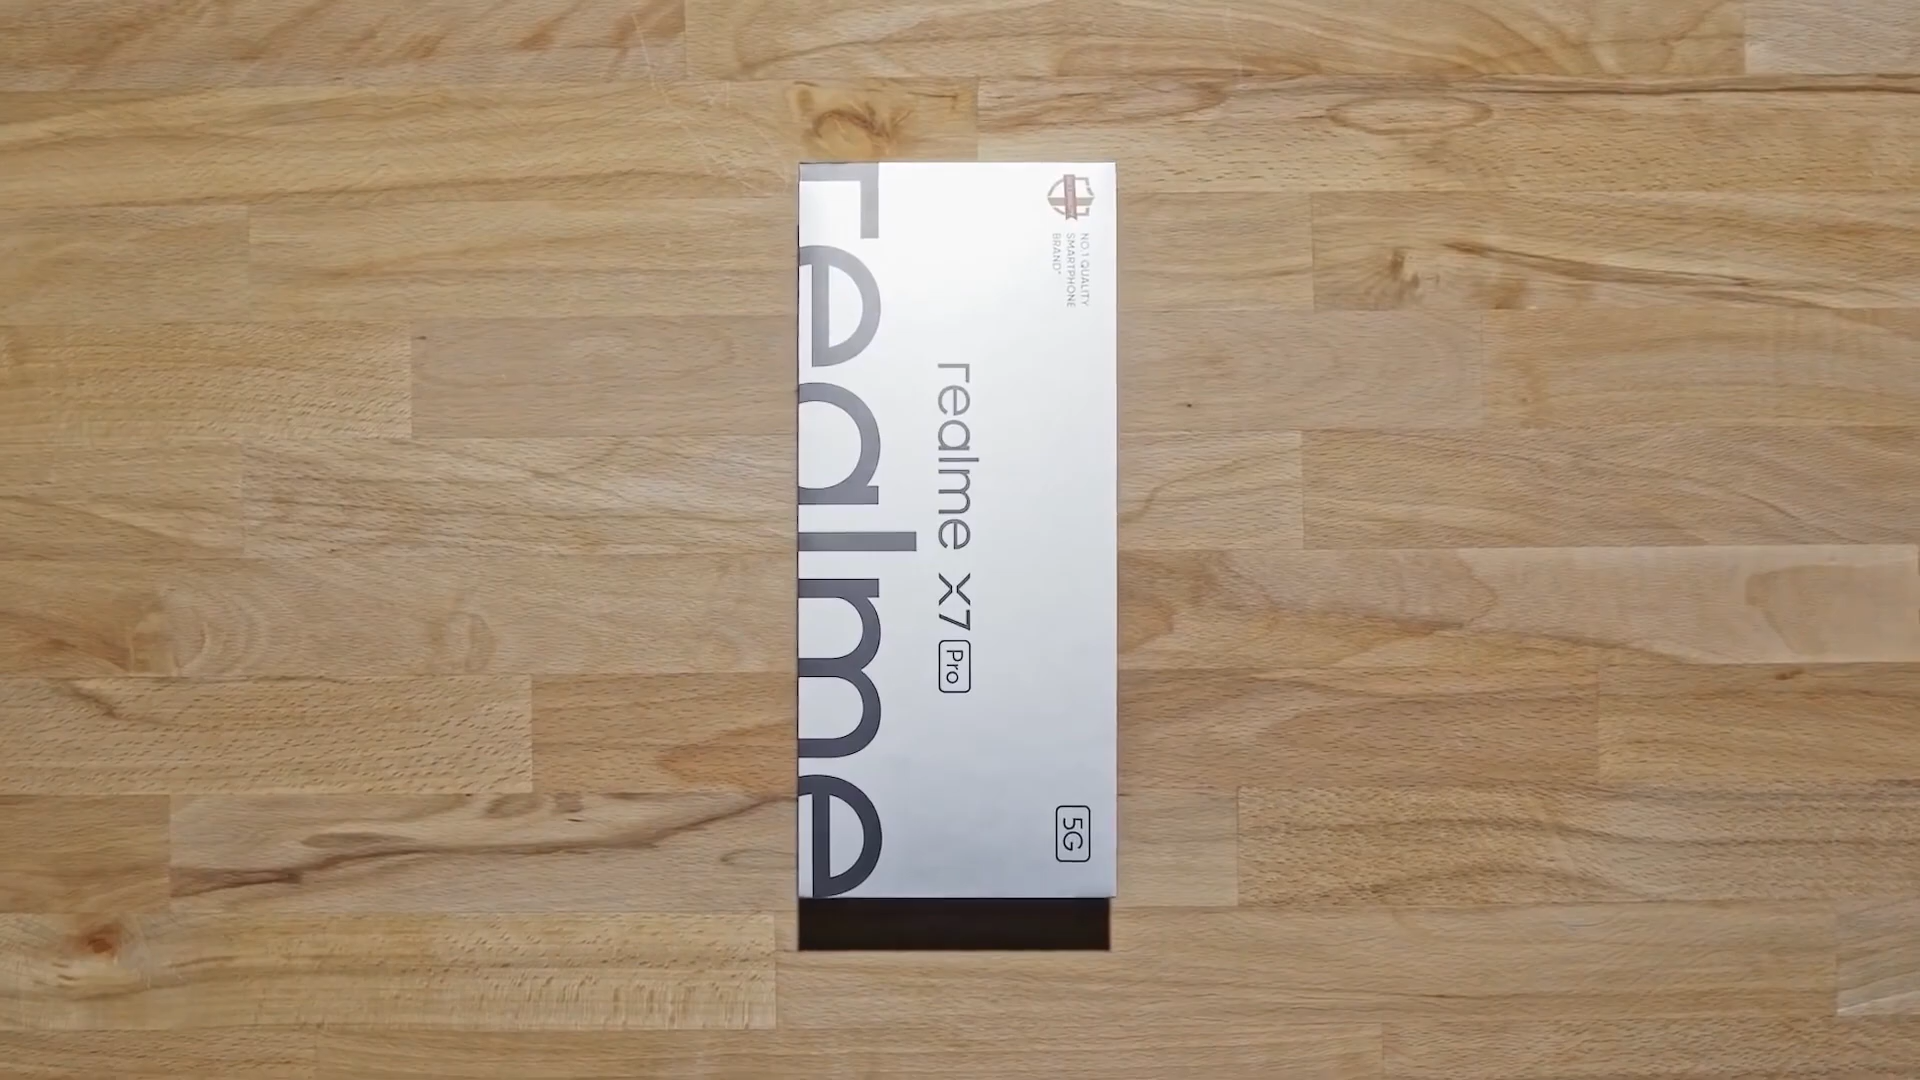 NO.1 QUALITY
SMARTPHONE
BRAND*
realme X7 Pro
realme
5G